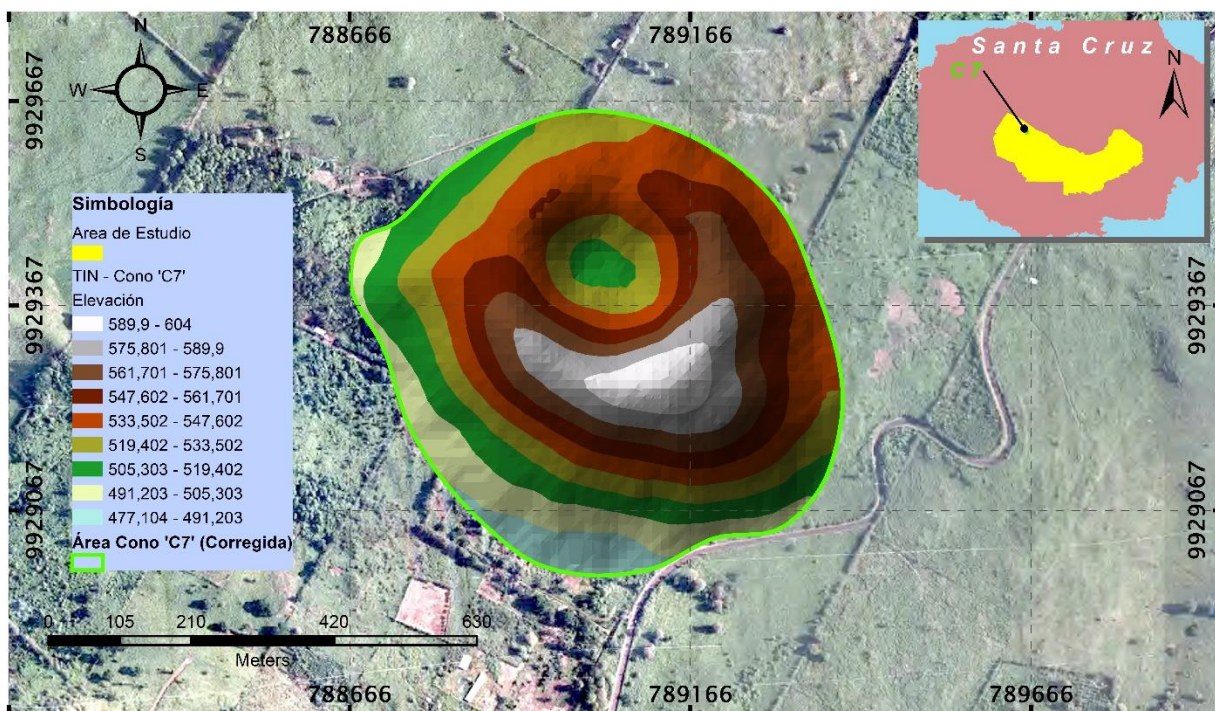 788666
789166
9929667
9929367
9929067
N
W
E
S
Santa Cruz
C7
N
Simbología
Area de Estudio
TIN - Cono 'C7'
Elevación
589,9 - 604
575,801 - 589,9
561,701 - 575,801
547,602 - 561,701
533,502 - 547,602
519,402 - 533,502
505,303 - 519,402
491,203 - 505,303
477,104 - 491,203
Área Cono 'C7' (Corregida)
9929367
9929067
0
105
210
420
630
Meters
788666
789166
789666